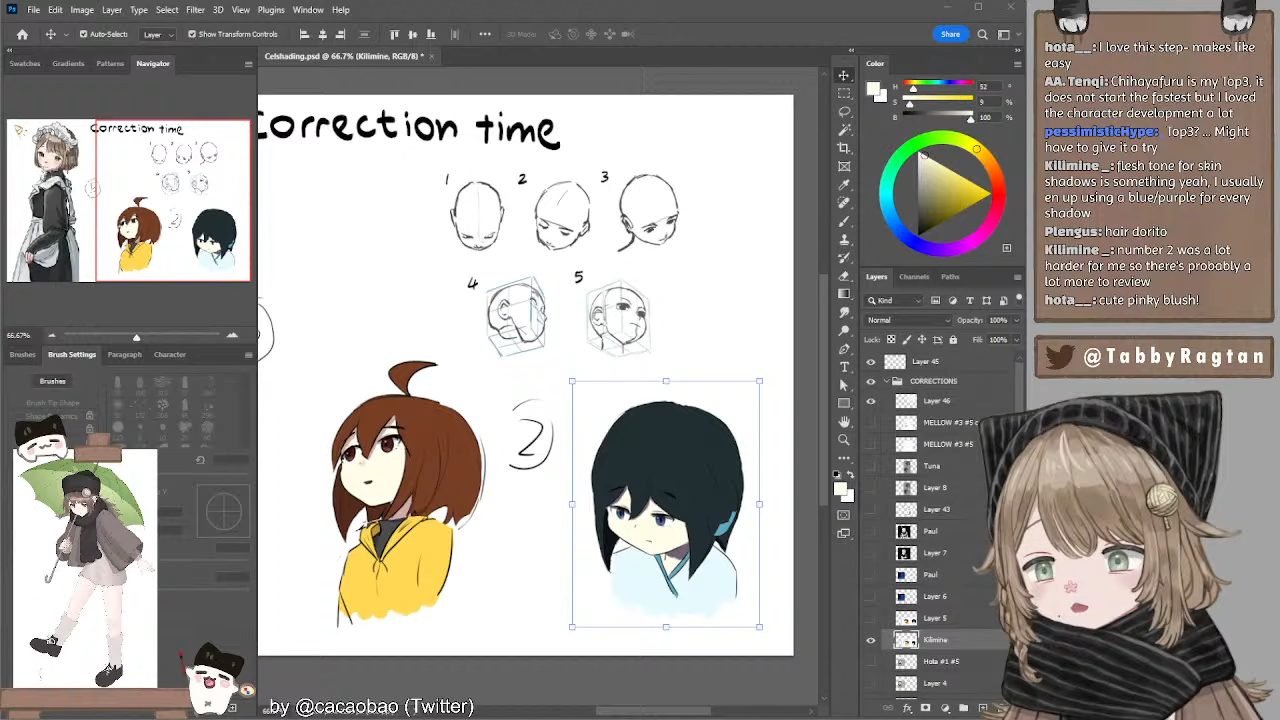 Ps File Edit Image Layer Type Select Filter 3D View Plugins Window Help
Auto-Select: Layer Show Transform Controls 3D Mode: Share
Swatches Gradients Patterns Navigator
Celshading.psd @ 66.7% (Kilimine, RGB/8) *
Correction time
1 2 3
4 5
2
66.67%
Brushes Brush Settings Paragraph Character
Brushes
Brush Tip Shape
by @cacaobao (Twitter)
Color
H 52 °
S 9 %
B 100 %
Layers Channels Paths
Kind
Normal Opacity: 100%
Lock: Fill: 100%
Layer 45
CORRECTIONS
Layer 46
MELLOW #3 #5 c
MELLOW #3 #5
Tuna
Layer 8
Layer 43
Paul
Layer 7
Paul
Layer 6
Layer 5
Kilimine
Hota #1 #5
Layer 4
hota__: I love this step- makes like
easy
AA. Tenqi: Chihayafuru is my top3, it
does not start the fastest but I loved
the character development a lot
pessimisticHype: Top3? ... Might
have to give it a try
Kilimine _: flesh tone for skin
shadows is something yeah, I usually
en up using a blue/purple for every
shadow
Plengus: hair dorito
Kilimine _: number 2 was a lot
harder for me so there's probably a
lot more to review
hota__: cute pinky blush!
@TabbyRagtan